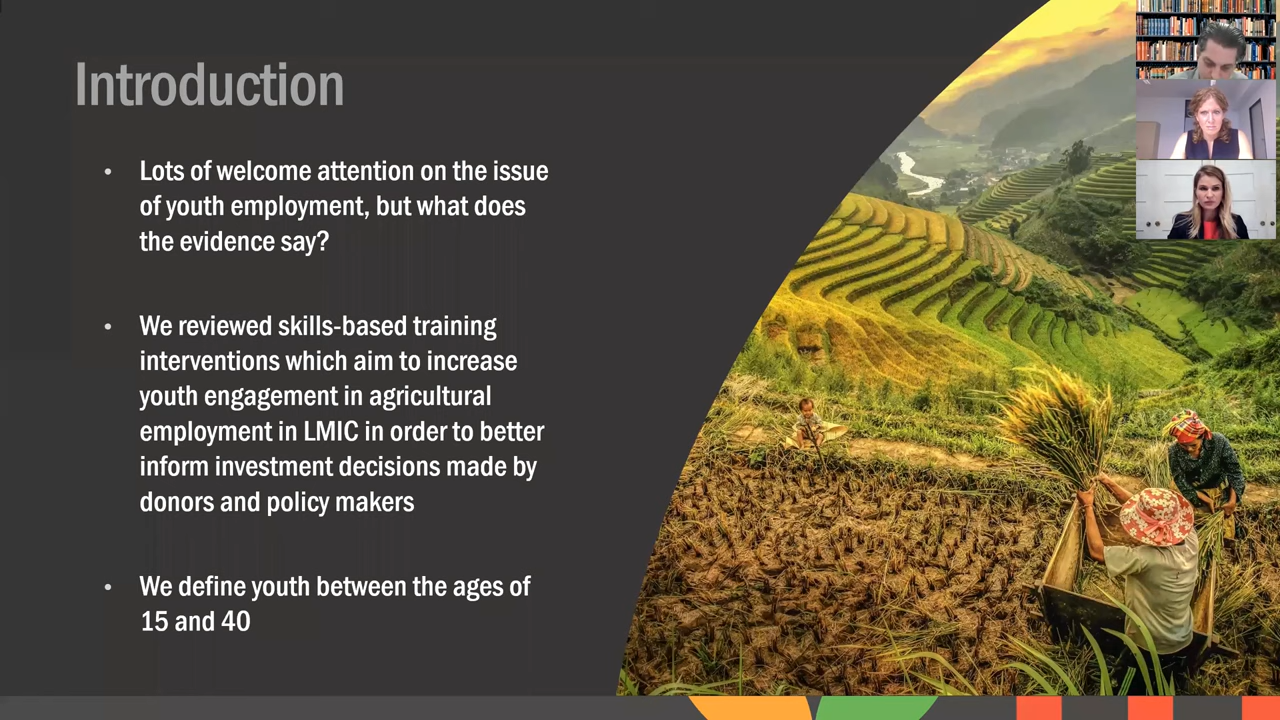 Introduction
• Lots of welcome attention on the issue
of youth employment, but what does
the evidence say?
• We reviewed skills-based training
interventions which aim to increase
youth engagement in agricultural
employment in LMIC in order to better
inform investment decisions made by
donors and policy makers
• We define youth between the ages of
15 and 40